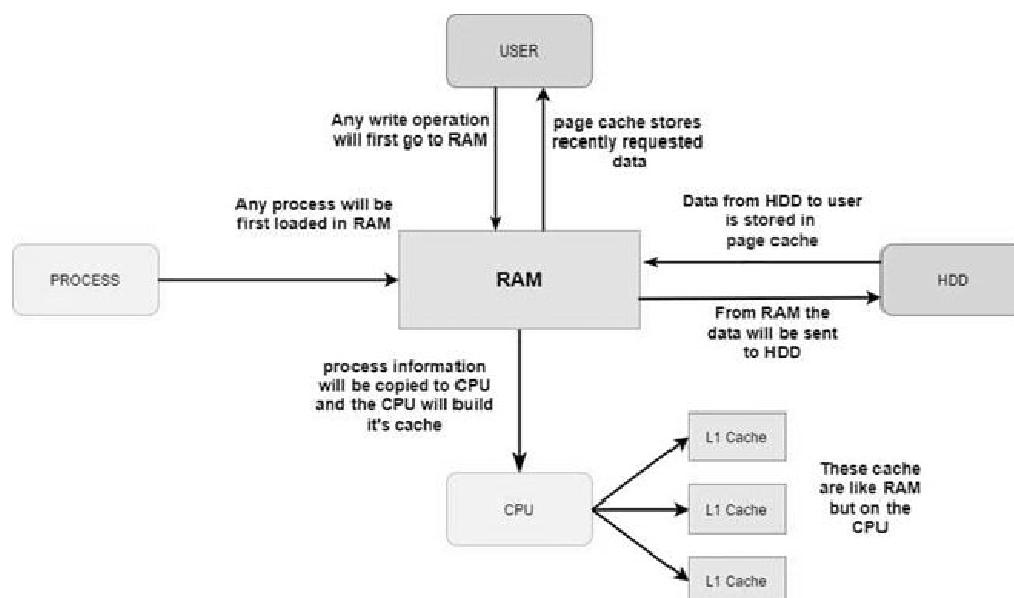 USER
Any write operation
will first go to RAM
page cache stores
recently requested
data
Any process will be
first loaded in RAM
Data from HDD to user
is stored in
page cache
PROCESS
RAM
HDD
From RAM the
data will be sent
to HDD
process information
will be copied to CPU
and the CPU will build
it's cache
CPU
L1 Cache
L1 Cache
L1 Cache
These cache
are like RAM
but on the
CPU